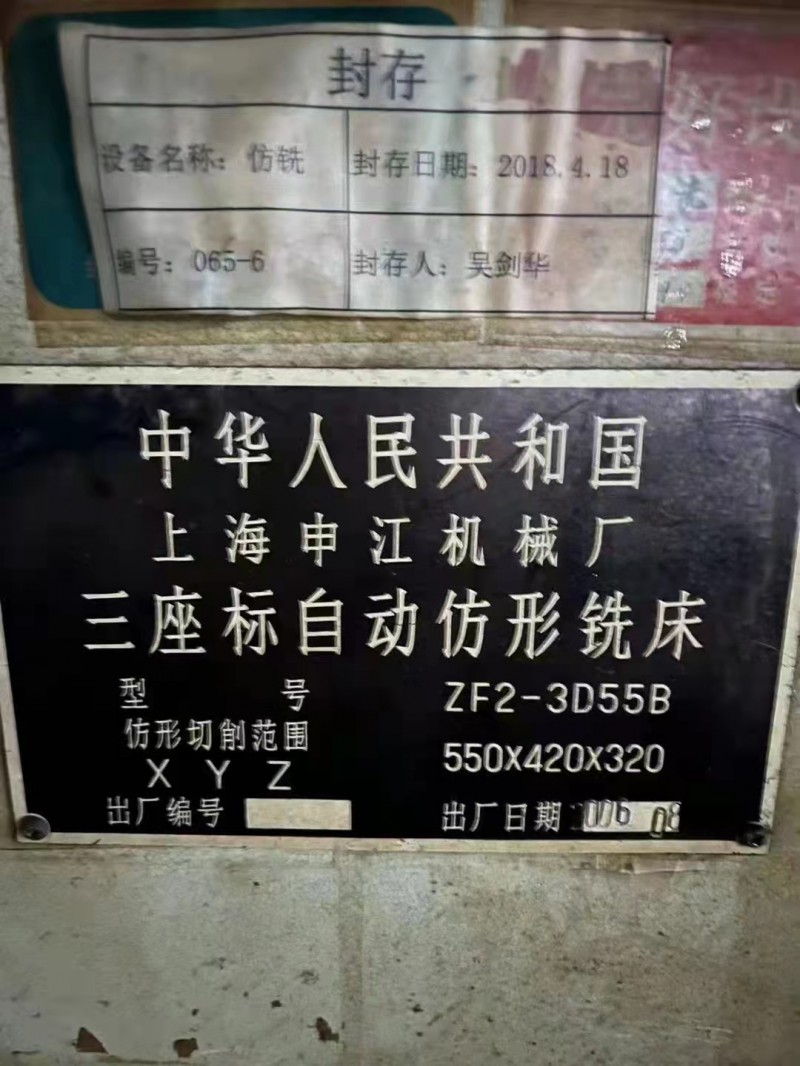 封存
设备名称：仿铣 封存日期：2018.4.18
编号：065-6 封存人：吴剑华
中华人民共和国
上海申江机械厂
三座标自动仿形铣床
型号 ZF2-3D55B
仿形切削范围
X Y Z 550X420X320
出厂编号 出厂日期 2006 08